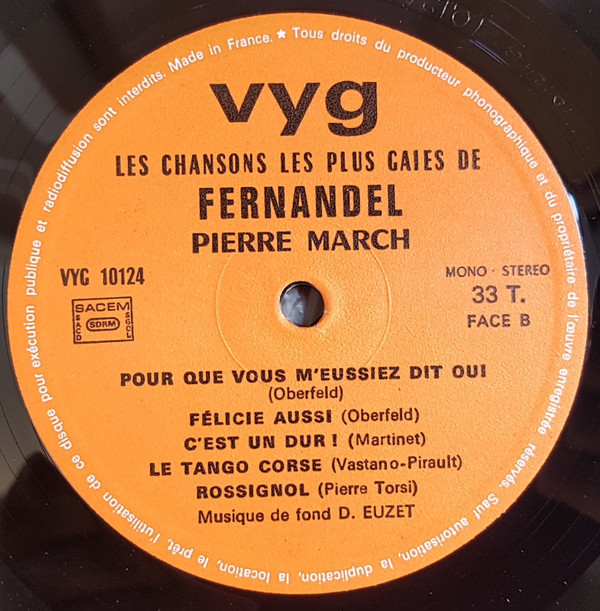 Made in France. ★ Tous droits du producteur phonographique et du propriétaire de l'œuvre enregistrée réservés. Sauf autorisation, la duplication, la location, le prêt, l'utilisation de ce disque pour exécution publique et radiodiffusion sont interdits.
vyg
LES CHANSONS LES PLUS GAIES DE
FERNANDEL
PIERRE MARCH
VYG 10124
MONO - STEREO
33 T.
FACE B
SACEM
SACD
SDRM
SGDL
POUR QUE VOUS M'EUSSIEZ DIT OUI
(Oberfeld)
FÉLICIE AUSSI (Oberfeld)
C'EST UN DUR ! (Martinet)
LE TANGO CORSE (Vastano-Pirault)
ROSSIGNOL (Pierre Torsi)
Musique de fond D. EUZET